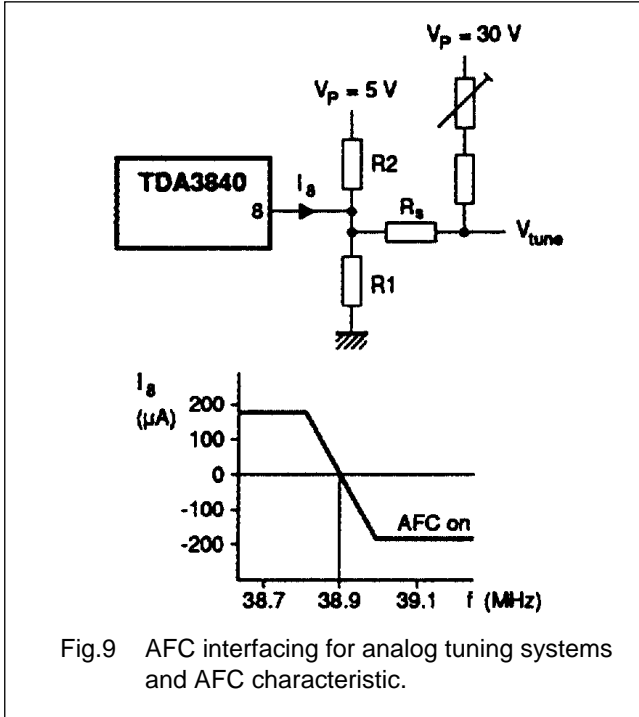 V_P = 30 V
V_P = 5 V
TDA3840
8
I_8
R2
R_s
V_tune
R1
I_8
(µA)
200
100
0
-100
-200
AFC on
38.7 38.9 39.1 f (MHz)
Fig.9 AFC interfacing for analog tuning systems
and AFC characteristic.